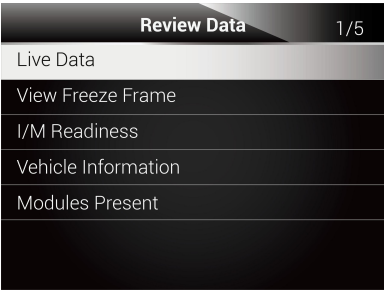 Review Data 1/5
Live Data
View Freeze Frame
I/M Readiness
Vehicle Information
Modules Present